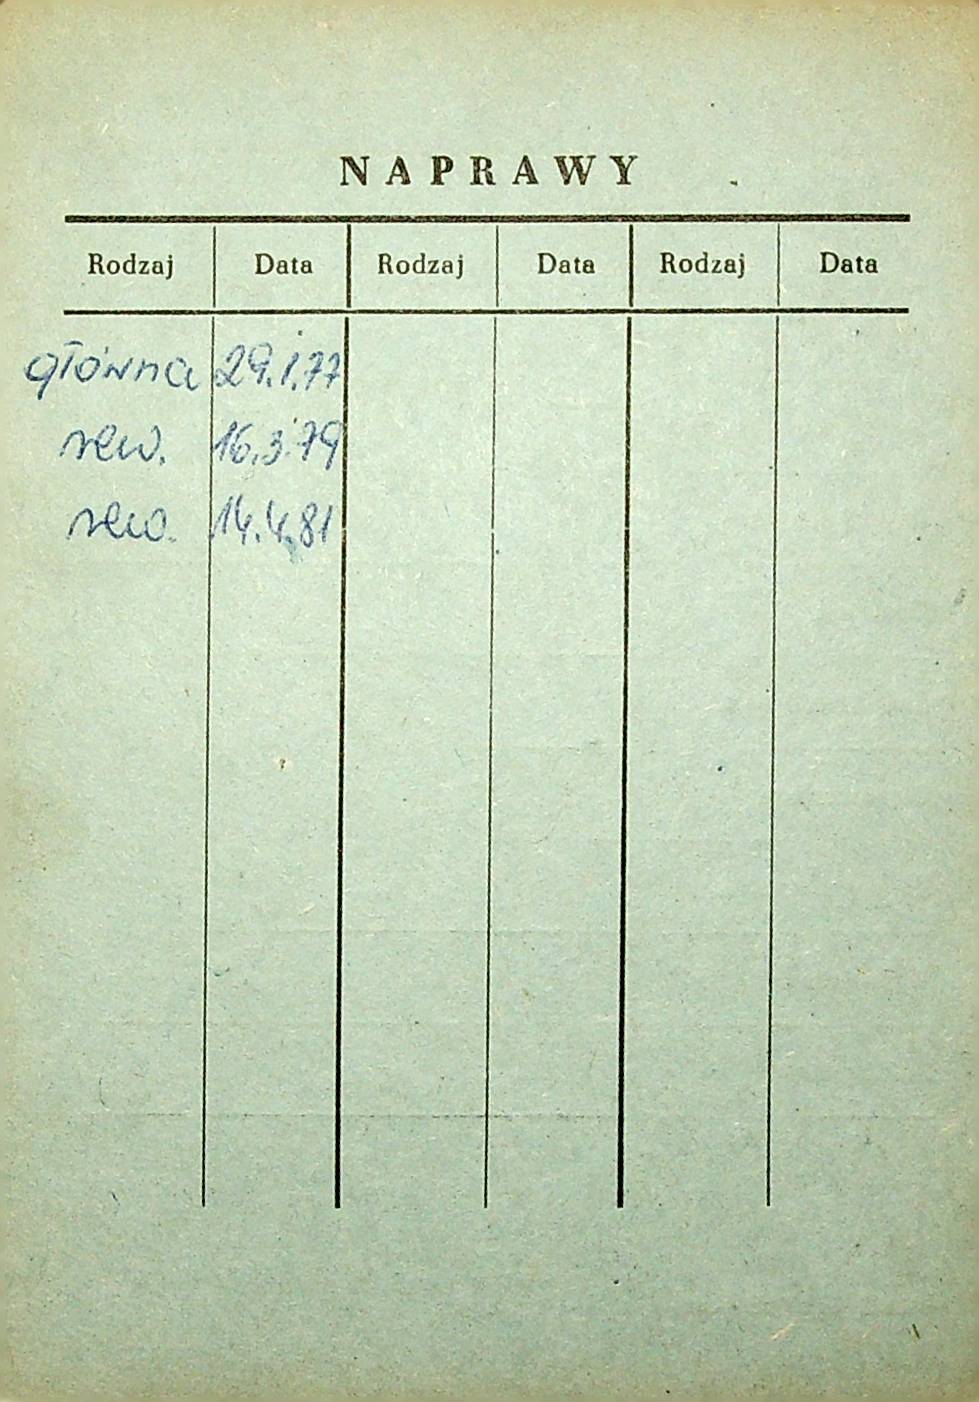 NAPRAWY
Rodzaj Data Rodzaj Data Rodzaj Data
główna 29.1.77
rew. 16.3.79
rew. 14.4.81